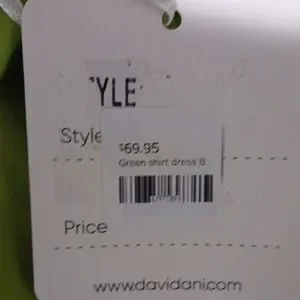 YLE
Style
$69.95
Green shirt dress B
Price
www.davidani.com